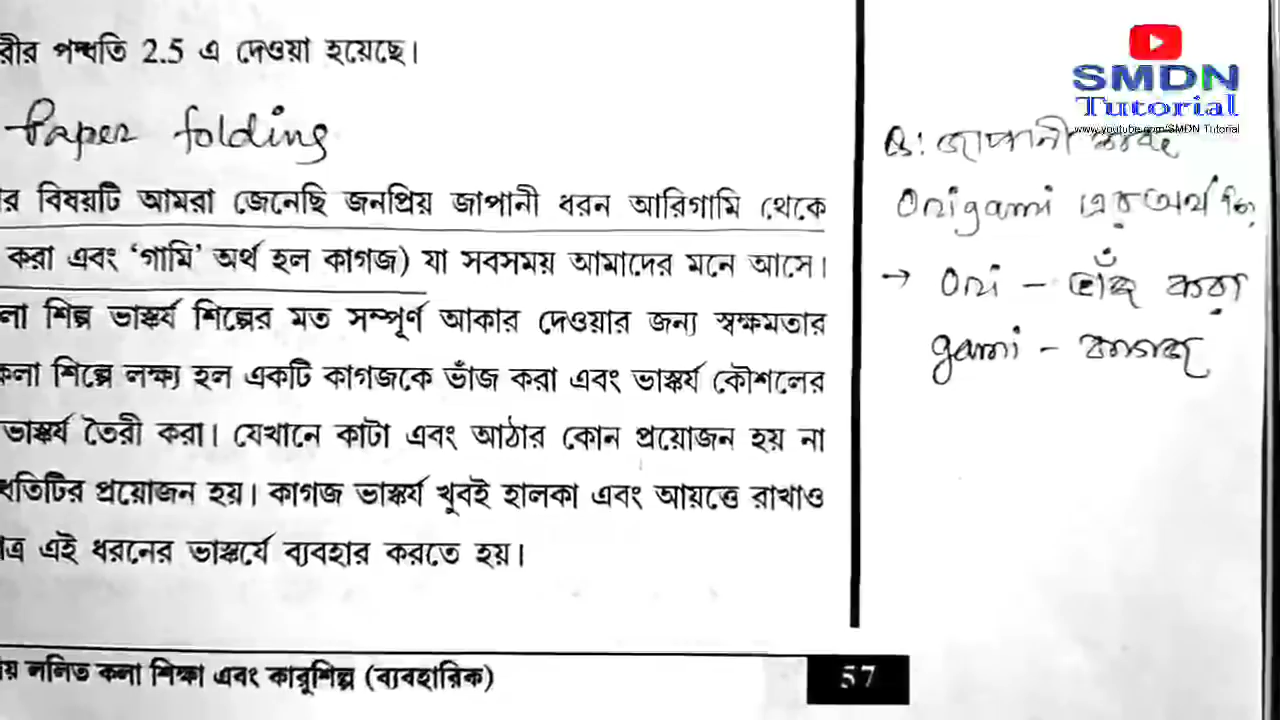 রীর পদ্ধতি 2.5 এ দেওয়া হয়েছে।
Paper folding
র বিষয়টি আমরা জেনেছি জনপ্রিয় জাপানী ধরন আরিগামি থেকে
করা এবং ‘গামি’ অর্থ হল কাগজ) যা সবসময় আমাদের মনে আসে।
লা শিল্প ভাস্কর্য শিল্পের মত সম্পূর্ণ আকার দেওয়ার জন্য স্বক্ষমতার
কলা শিল্পে লক্ষ্য হল একটি কাগজকে ভাঁজ করা এবং ভাস্কর্য কৌশলের
ভাস্কর্য তৈরী করা। যেখানে কাটা এবং আঠার কোন প্রয়োজন হয় না
ধতিটির প্রয়োজন হয়। কাগজ ভাস্কর্য খুবই হালকা এবং আয়ত্তে রাখাও
ত্র এই ধরনের ভাস্কর্যে ব্যবহার করতে হয়।
য় ললিত কলা শিক্ষা এবং কারুশিল্প (ব্যবহারিক)
57
SMDN
Tutorial
www.youtube.com/SMDN Tutorial
Q: জাপানী
Origami এর অর্থ কি,
→ Ori - ভাঁজ করা
gami - কাগজ